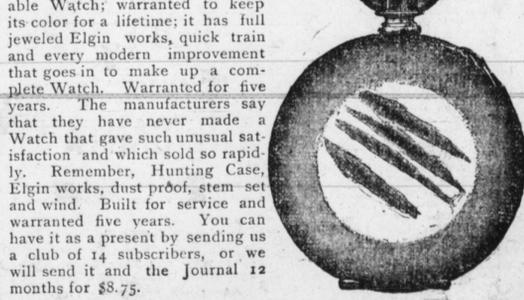 able Watch; warranted to keep
its color for a lifetime; it has full
jeweled Elgin works, quick train
and every modern improvement
that goes in to make up a com-
plete Watch. Warranted for five
years. The manufacturers say
that they have never made a
Watch that gave such unusual sat-
isfaction and which sold so rapid-
ly. Remember, Hunting Case,
Elgin works, dust proof, stem set
and wind. Built for service and
warranted five years. You can
have it as a present by sending us
a club of 14 subscribers, or we
will send it and the Journal 12
months for $8.75.